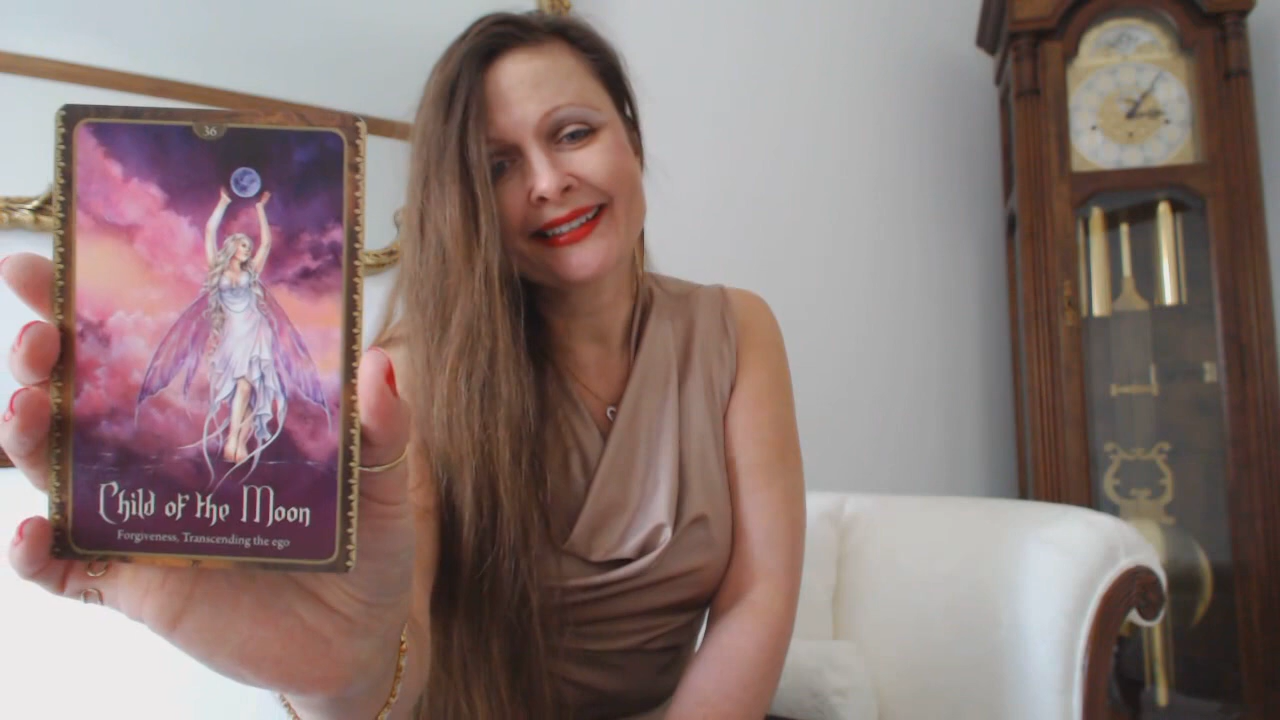 36
Child of the Moon
Forgiveness, Transcending the ego